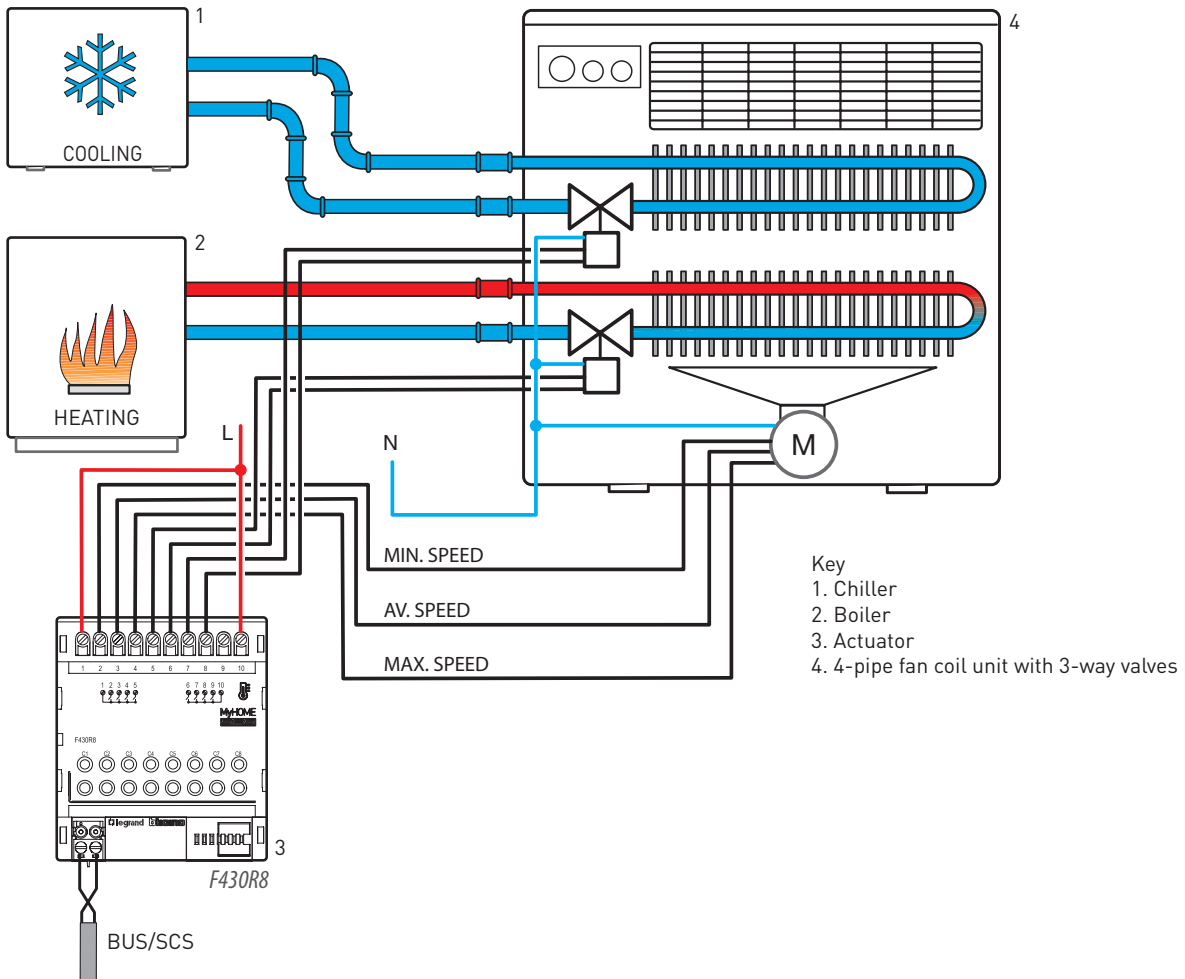 1
COOLING
4
2
HEATING
L
N
M
MIN. SPEED
AV. SPEED
MAX. SPEED
Key
1. Chiller
2. Boiler
3. Actuator
4. 4-pipe fan coil unit with 3-way valves
1 2 3 4 5 6 7 8 9 10
1 2 3 4 5 6 7 8 9 10
MyHOME
F430R8
C1 C2 C3 C4 C5 C6 C7 C8
legrand bticino
3
F430R8
BUS/SCS